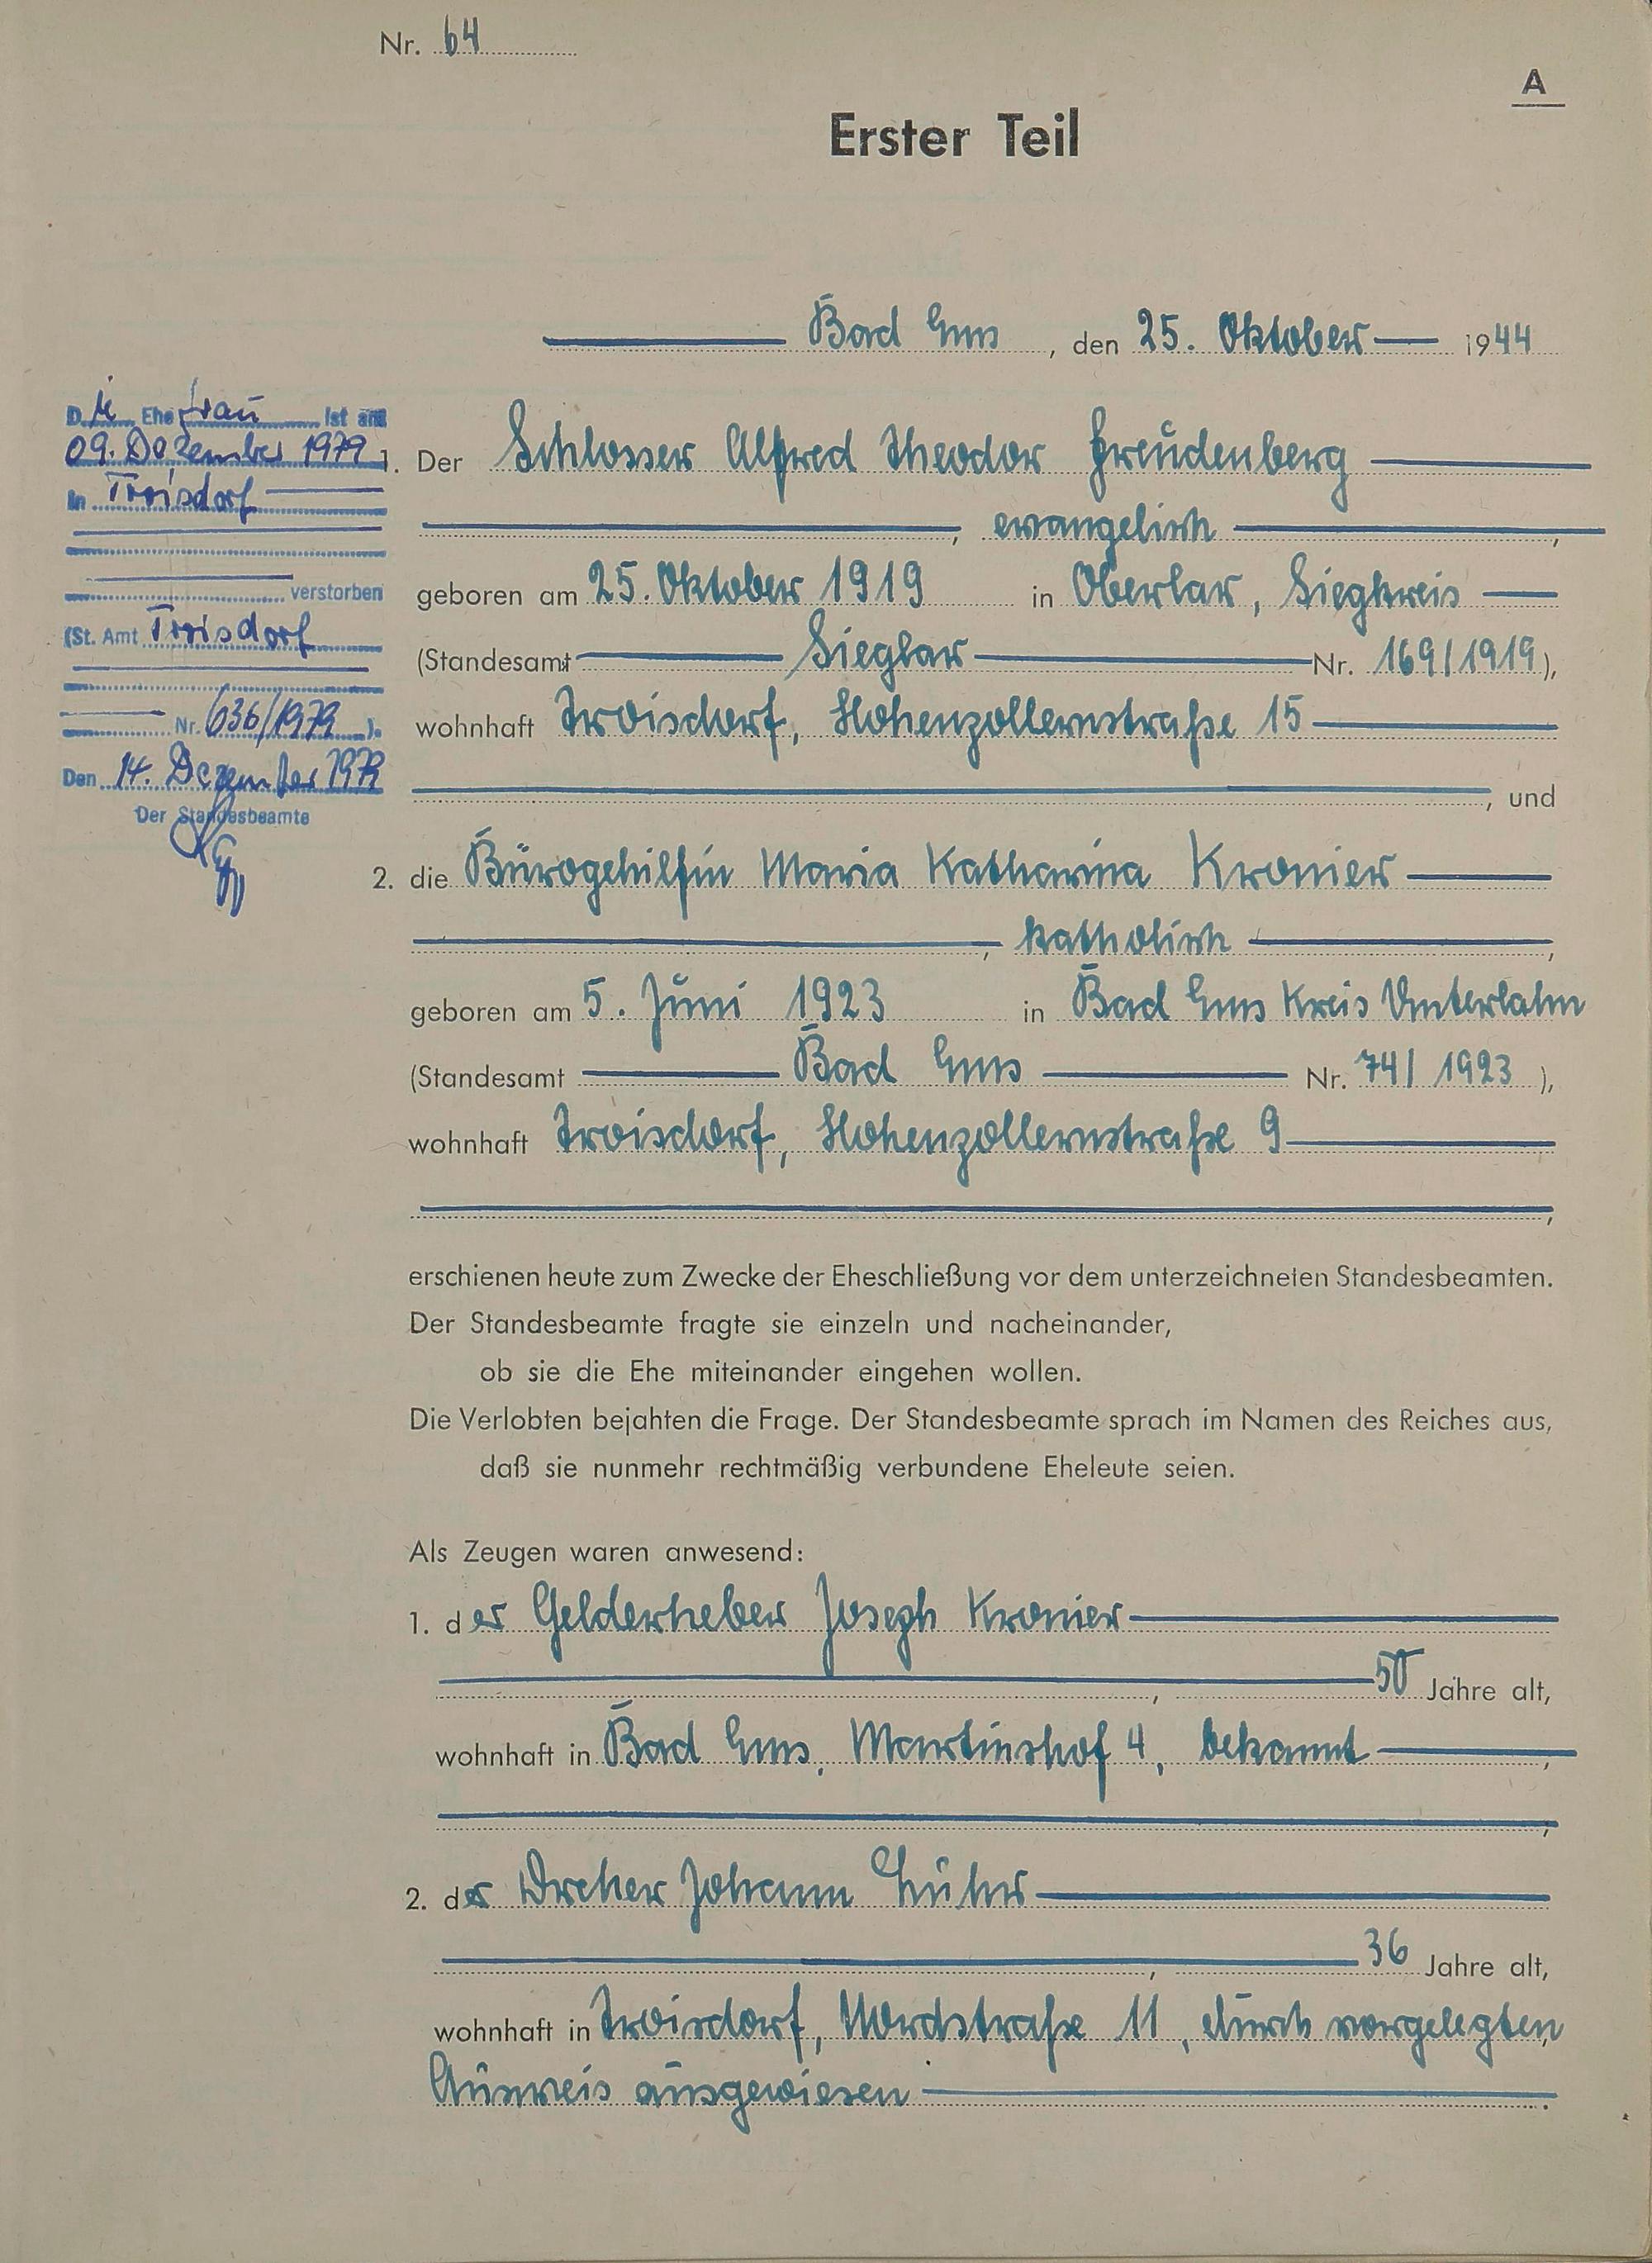 Nr. 64
A
Erster Teil
Bad Ems, den 25. Oktober 1944
Die Ehefrau ist am
09. Dezember 1979
in Troisdorf
verstorben
(St. Amt Troisdorf
Nr. 636/1979).
Den 14. Dezember 1979
Der Standesbeamte
1. Der Schlosser Alfred Theodor Freudenberg
, evangelisch,
geboren am 25. Oktober 1919 in Oberlar, Siegkreis
(Standesamt Sieglar Nr. 169/1919),
wohnhaft Troisdorf, Hohenzollernstraße 15
, und
2. die Bürogehilfin Maria Katharina Kronier
, katholisch,
geboren am 5. Juni 1923 in Bad Ems Kreis Unterlahn
(Standesamt Bad Ems Nr. 74/1923),
wohnhaft Troisdorf, Hohenzollernstraße 9
,
erschienen heute zum Zwecke der Eheschließung vor dem unterzeichneten Standesbeamten.
Der Standesbeamte fragte sie einzeln und nacheinander,
ob sie die Ehe miteinander eingehen wollen.
Die Verlobten bejahten die Frage. Der Standesbeamte sprach im Namen des Reiches aus,
daß sie nunmehr rechtmäßig verbundene Eheleute seien.
Als Zeugen waren anwesend:
1. der Gelderheber Joseph Kronier
, 50 Jahre alt,
wohnhaft in Bad Ems, Martinshof 4, bekannt,
,
2. der Dreher Johann
, 36 Jahre alt,
wohnhaft in Troisdorf, Nordstraße 11, durch vorgelegten
Ausweis ausgewiesen.